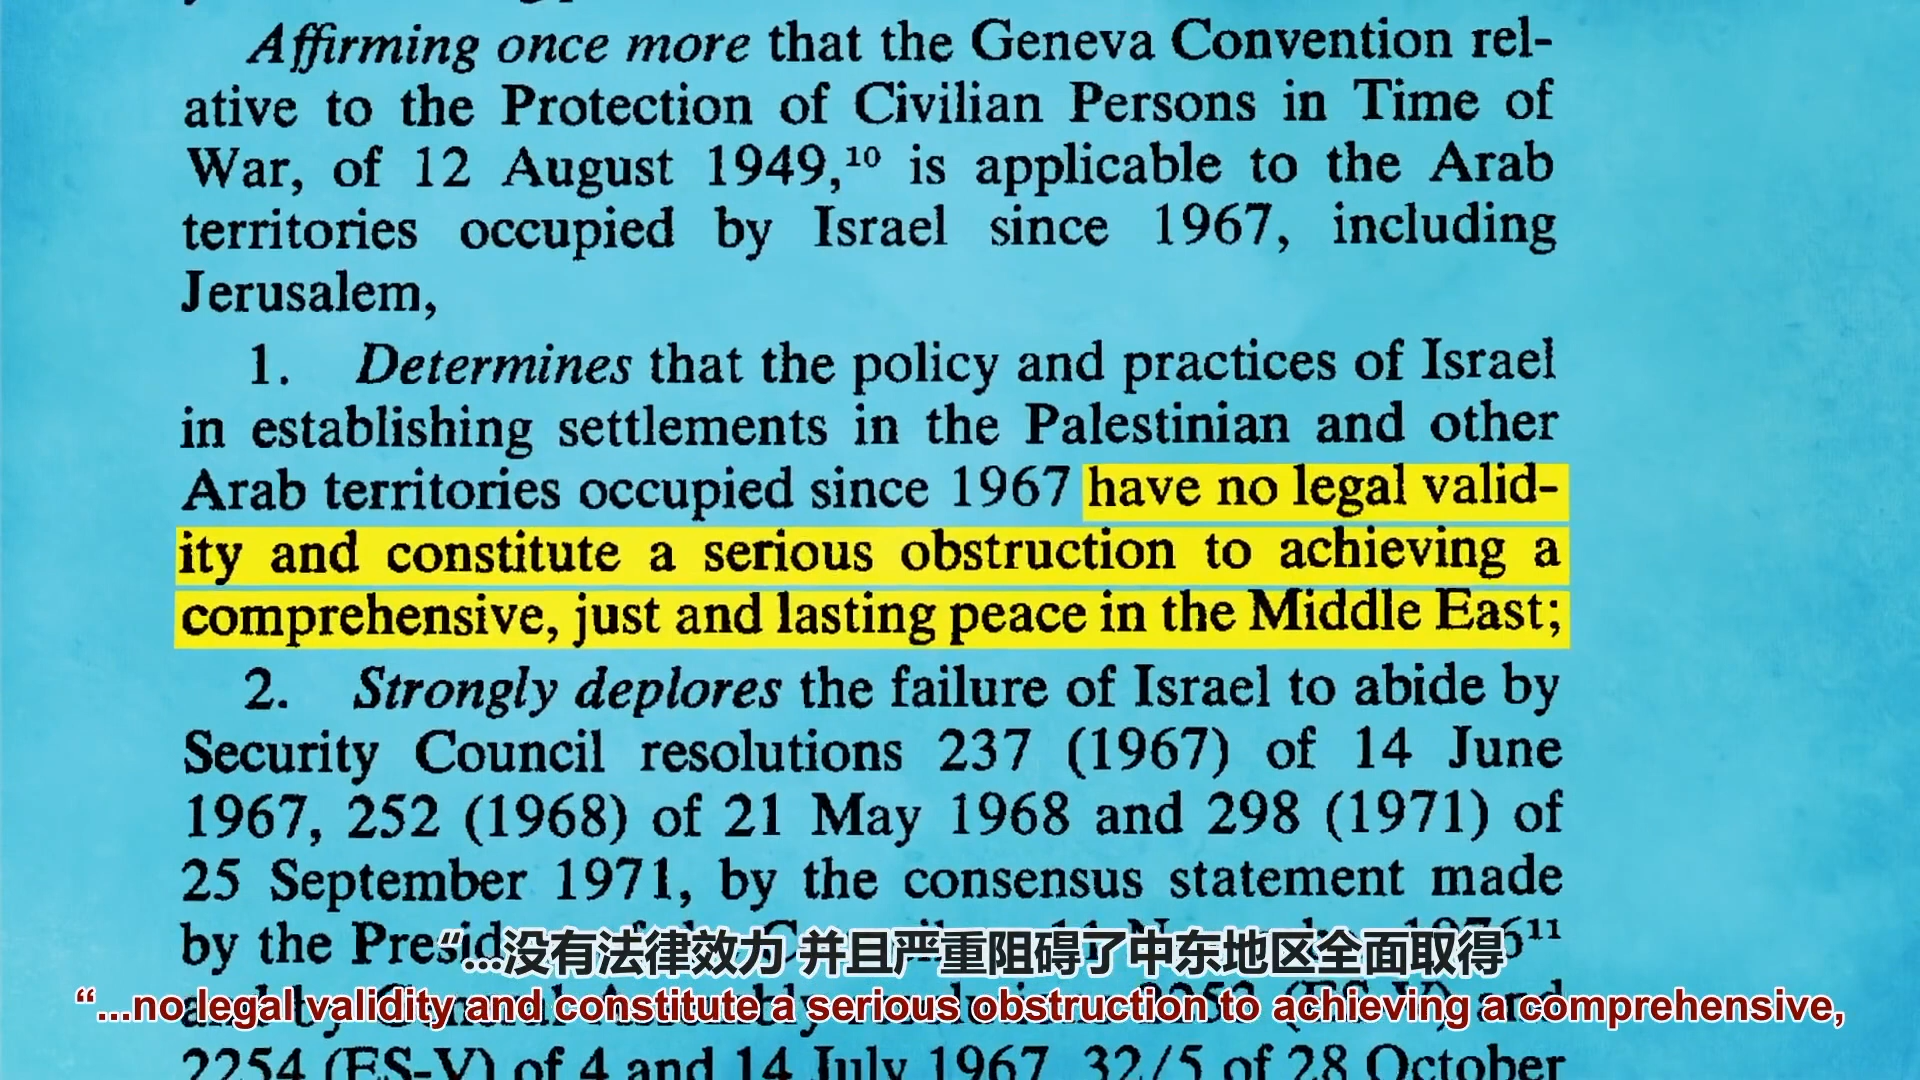 Affirming once more that the Geneva Convention rel-
ative to the Protection of Civilian Persons in Time of
War, of 12 August 1949,¹⁰ is applicable to the Arab
territories occupied by Israel since 1967, including
Jerusalem,
1. Determines that the policy and practices of Israel
in establishing settlements in the Palestinian and other
Arab territories occupied since 1967 have no legal valid-
ity and constitute a serious obstruction to achieving a
comprehensive, just and lasting peace in the Middle East;
2. Strongly deplores the failure of Israel to abide by
Security Council resolutions 237 (1967) of 14 June
1967, 252 (1968) of 21 May 1968 and 298 (1971) of
25 September 1971, by the consensus statement made
by the
“...没有法律效力 并且严重阻碍了中东地区全面取得
“...no legal validity and constitute a serious obstruction to achieving a comprehensive,
2254 (ES-V) of 4 and 14 July 1967, 32/5 of 28 October